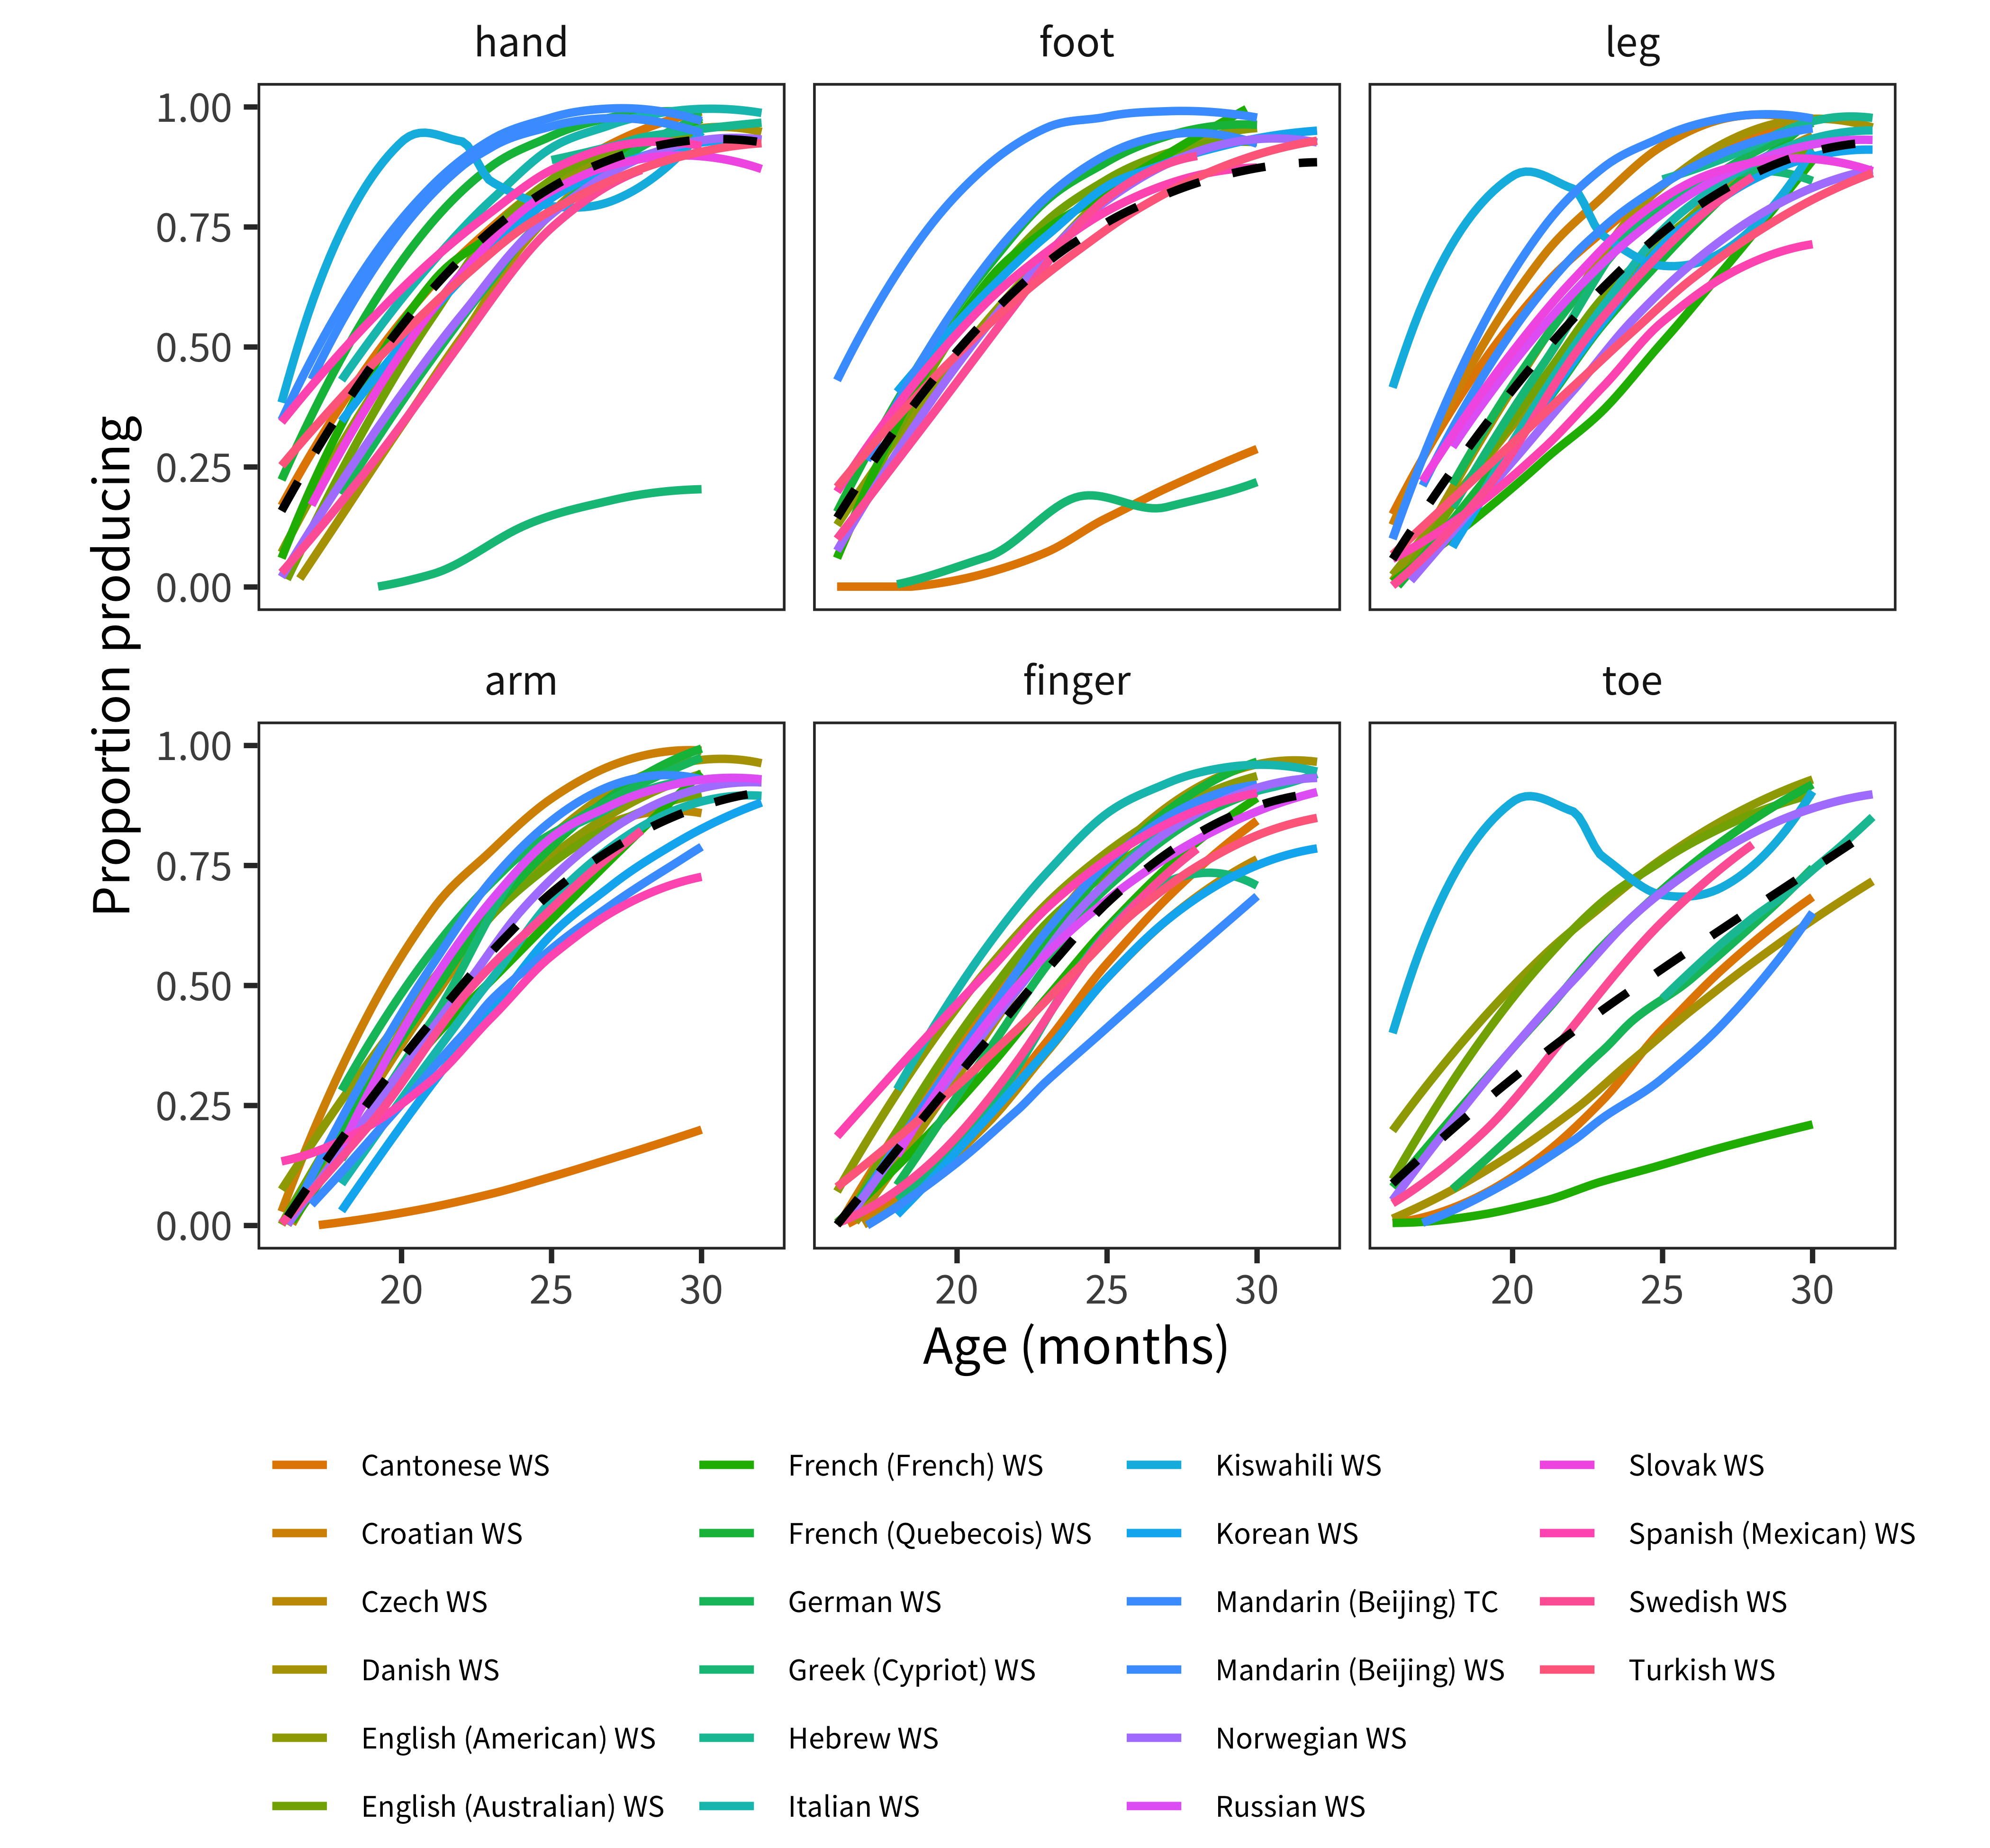 hand foot leg
1.00
0.75
0.50
0.25
0.00
arm finger toe
1.00
0.75
0.50
0.25
0.00
Proportion producing
20 25 30 20 25 30 20 25 30
Age (months)
Cantonese WS French (French) WS Kiswahili WS Slovak WS
Croatian WS French (Quebecois) WS Korean WS Spanish (Mexican) WS
Czech WS German WS Mandarin (Beijing) TC Swedish WS
Danish WS Greek (Cypriot) WS Mandarin (Beijing) WS Turkish WS
English (American) WS Hebrew WS Norwegian WS
English (Australian) WS Italian WS Russian WS